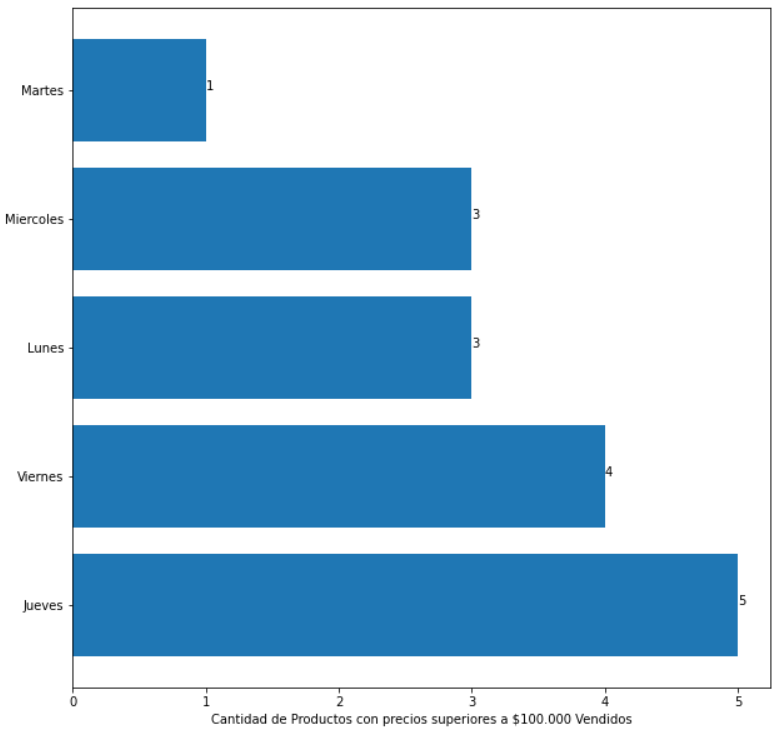 Martes
1
Miercoles
3
Lunes
3
Viernes
4
Jueves
5
0 1 2 3 4 5
Cantidad de Productos con precios superiores a $100.000 Vendidos